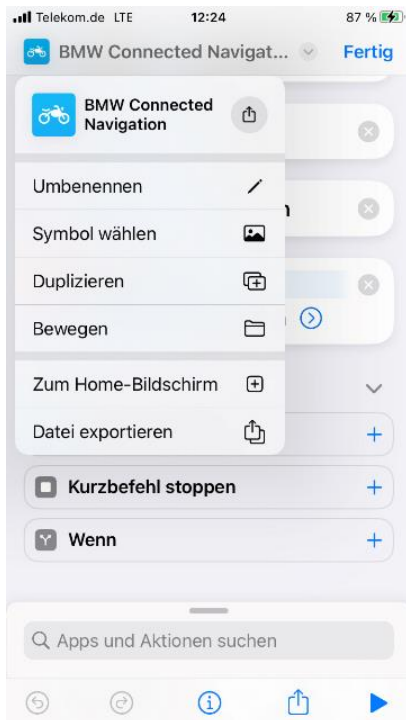 Telekom.de LTE 12:24 87 %
BMW Connected Navigat... Fertig
BMW Connected
Navigation
Umbenennen
n
Symbol wählen
Duplizieren
Bewegen
Zum Home-Bildschirm
Datei exportieren
Kurzbefehl stoppen
Wenn
Apps und Aktionen suchen